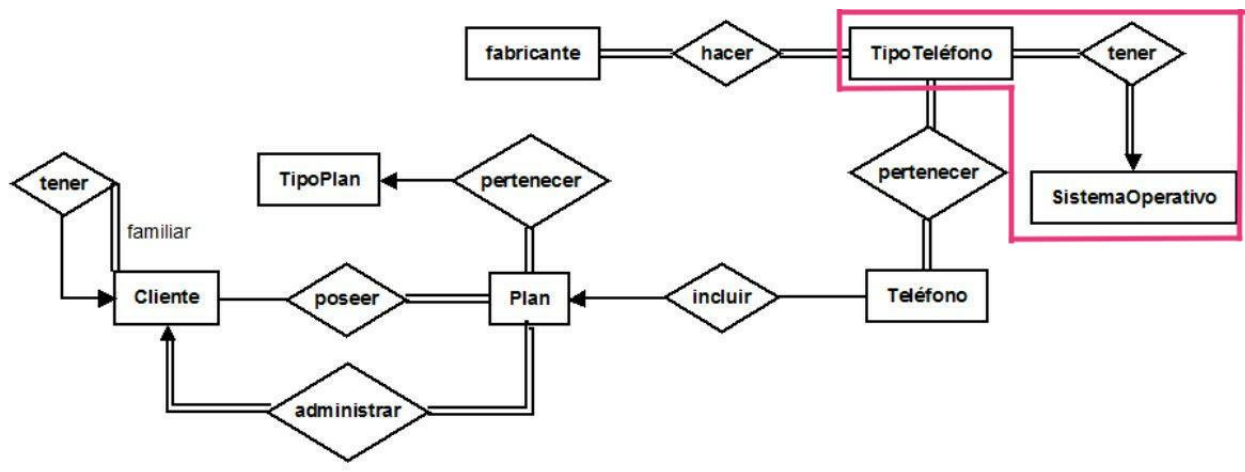 fabricante
hacer
TipoTeléfono
tener
TipoPlan
pertenecer
pertenecer
tener
SistemaOperativo
familiar
Cliente
poseer
Plan
incluir
Teléfono
administrar